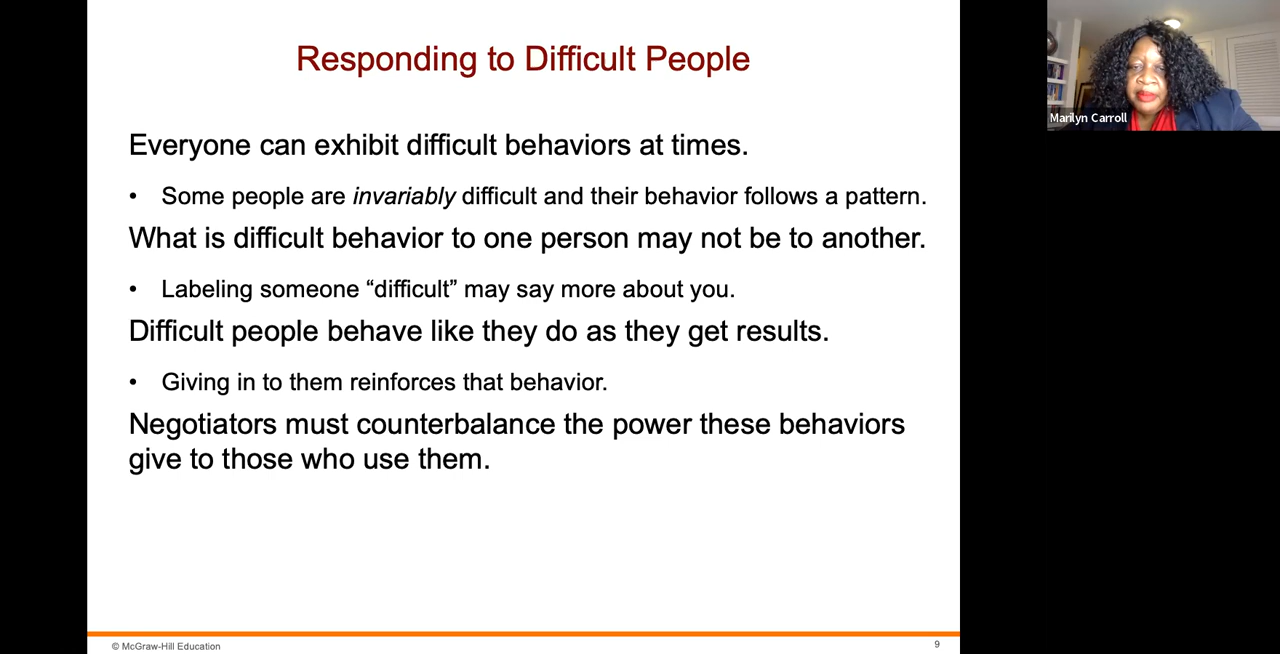 Responding to Difficult People
Everyone can exhibit difficult behaviors at times.
• Some people are invariably difficult and their behavior follows a pattern.
What is difficult behavior to one person may not be to another.
• Labeling someone “difficult” may say more about you.
Difficult people behave like they do as they get results.
• Giving in to them reinforces that behavior.
Negotiators must counterbalance the power these behaviors
give to those who use them.
© McGraw-Hill Education
9
Marilyn Carroll